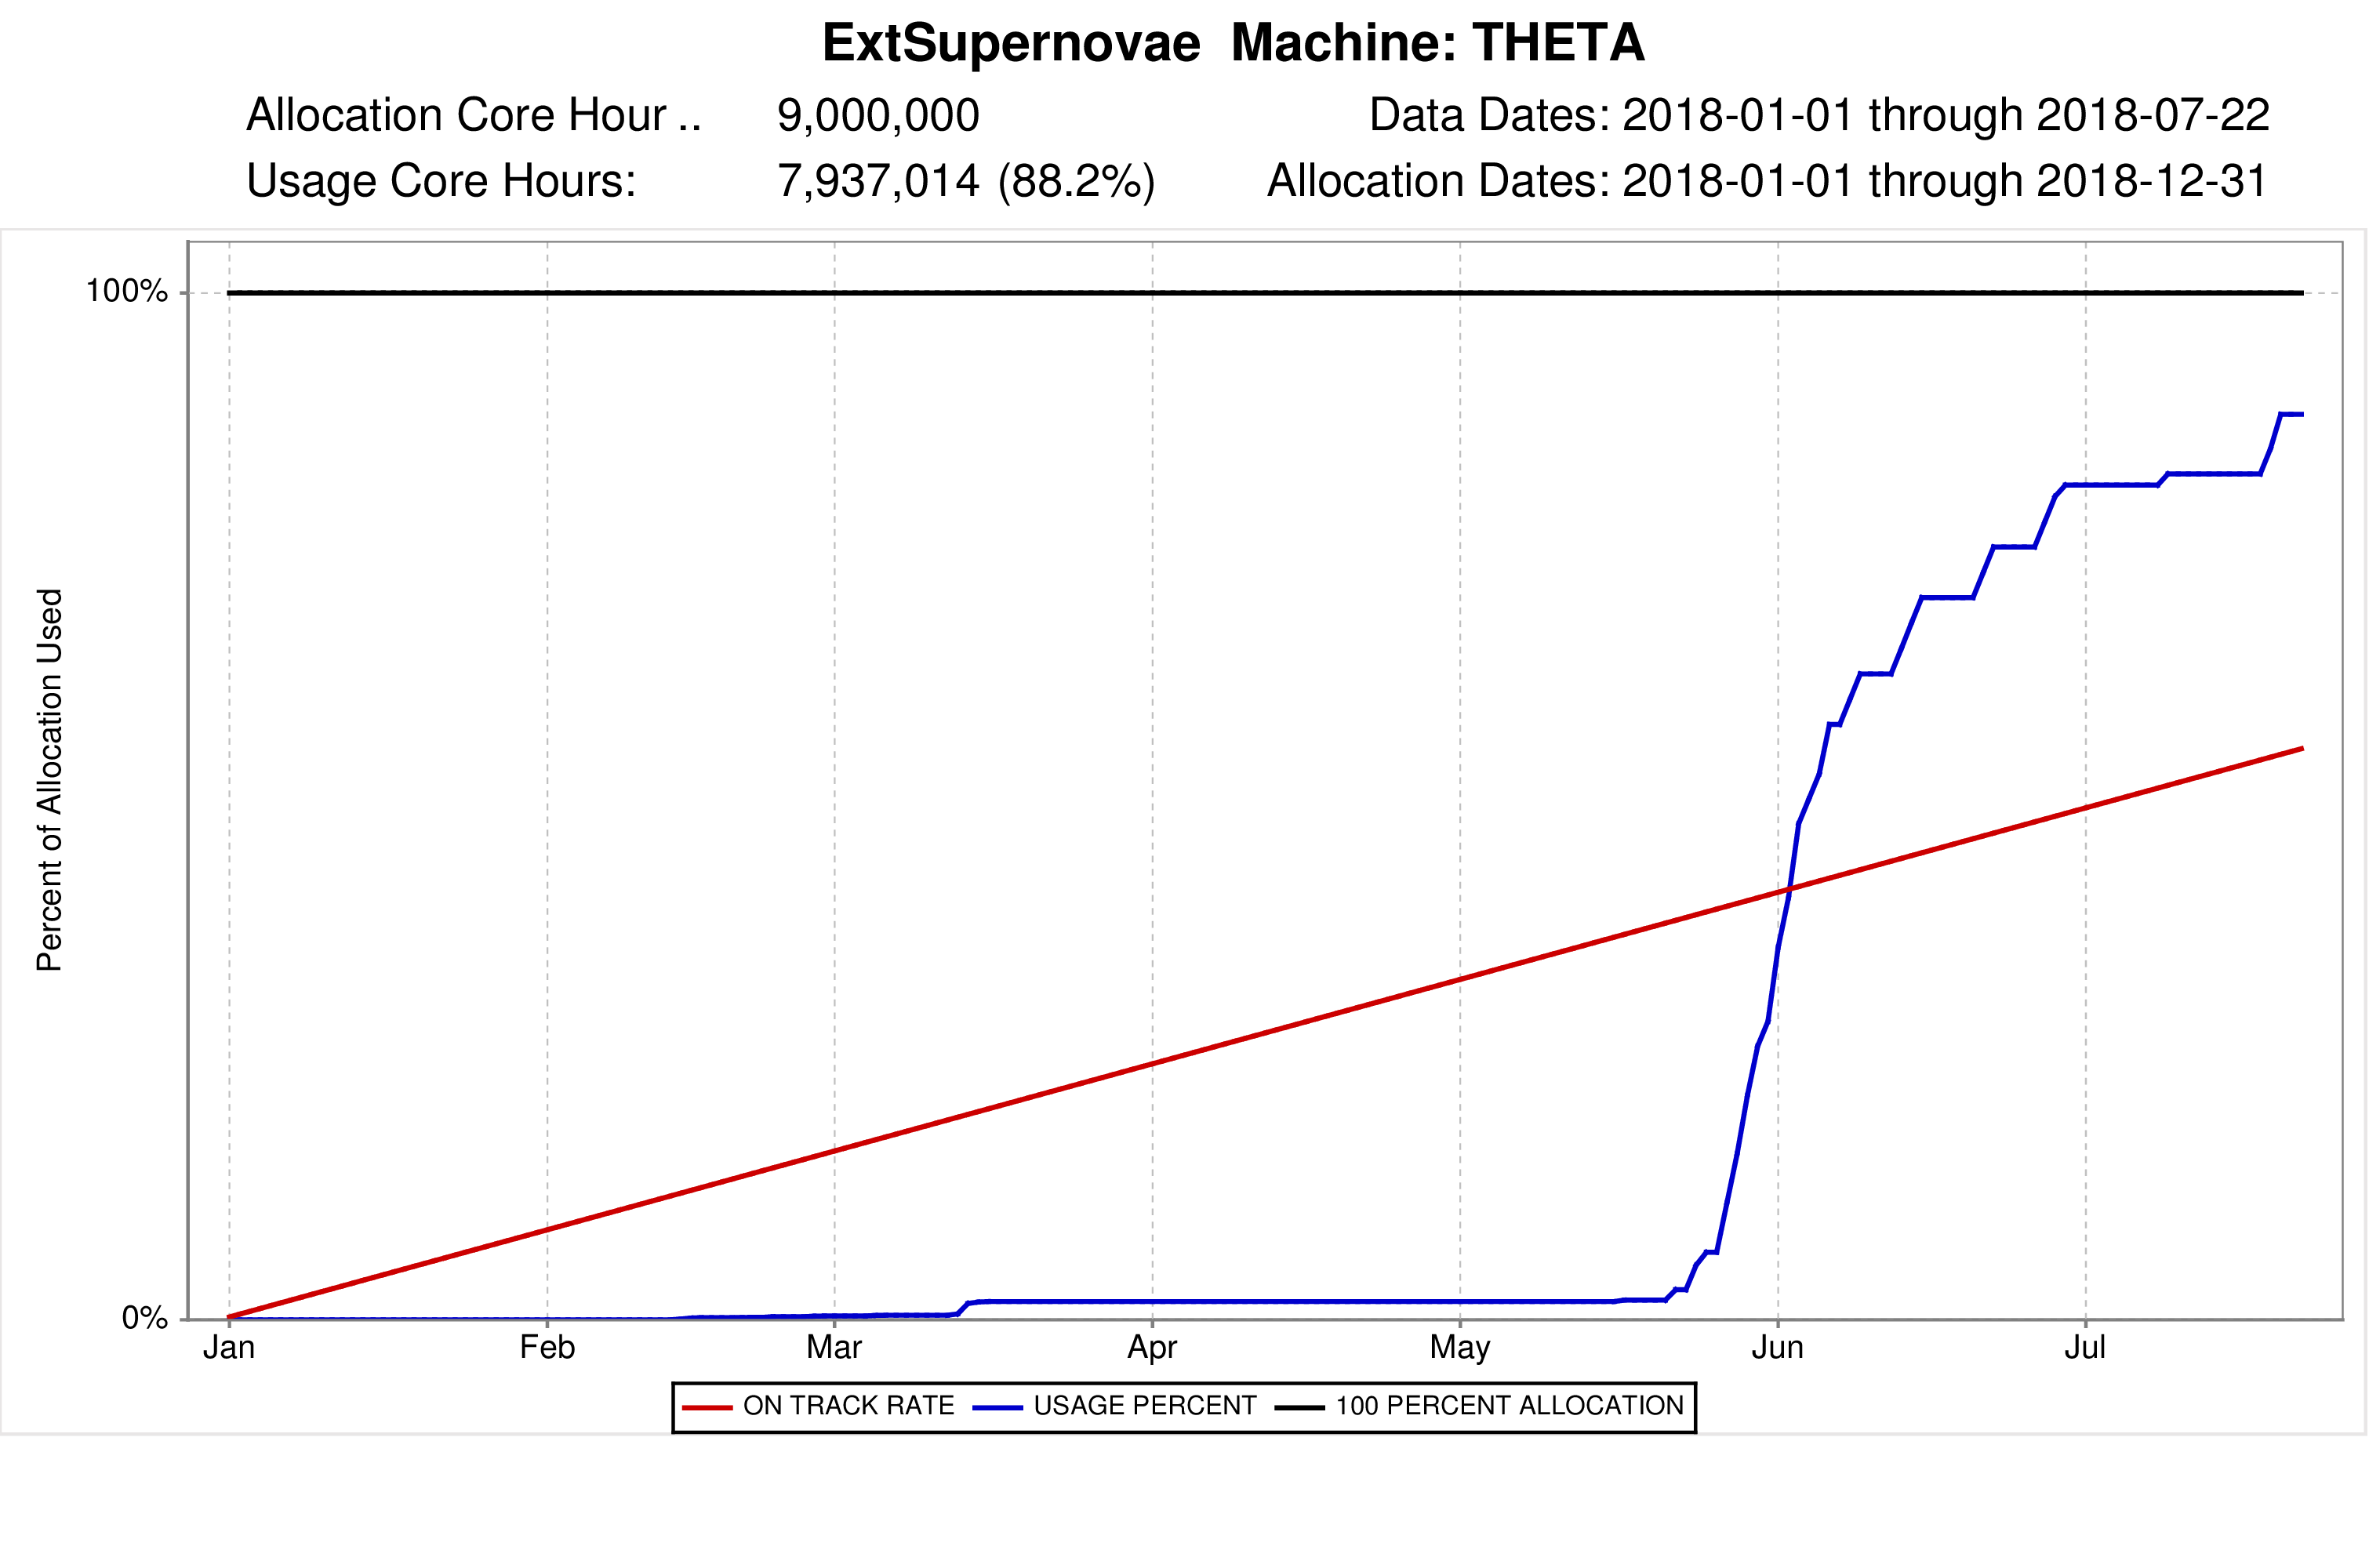 ExtSupernovae Machine: THETA
Allocation Core Hour .. 9,000,000 Data Dates: 2018-01-01 through 2018-07-22
Usage Core Hours: 7,937,014 (88.2%) Allocation Dates: 2018-01-01 through 2018-12-31
100%
Percent of Allocation Used
0%
Jan Feb Mar Apr May Jun Jul
ON TRACK RATE USAGE PERCENT 100 PERCENT ALLOCATION